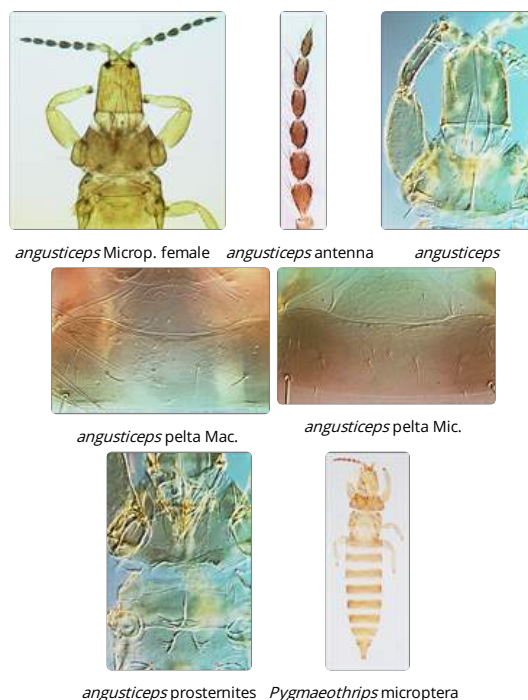 angusticeps Microp. female
angusticeps antenna
angusticeps
angusticeps pelta Mac.
angusticeps pelta Mic.
angusticeps prosternites
Pygmaeothrips microptera